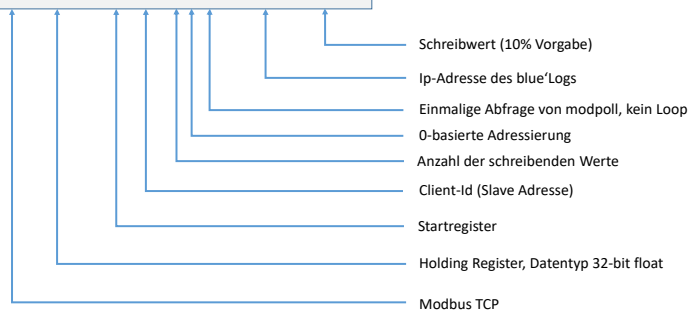 Schreibwert (10% Vorgabe)
Ip-Adresse des blue‘Logs
Einmalige Abfrage von modpoll, kein Loop
0-basierte Adressierung
Anzahl der schreibenden Werte
Client-Id (Slave Adresse)
Startregister
Holding Register, Datentyp 32-bit float
Modbus TCP